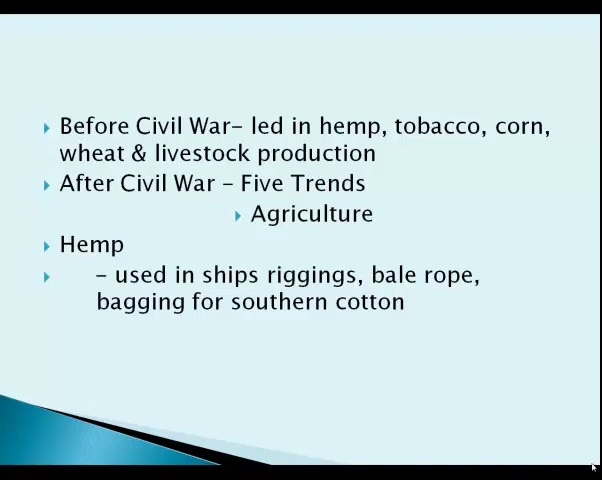 Before Civil War– led in hemp, tobacco, corn,
wheat & livestock production
After Civil War – Five Trends
Agriculture
Hemp
– used in ships riggings, bale rope,
bagging for southern cotton